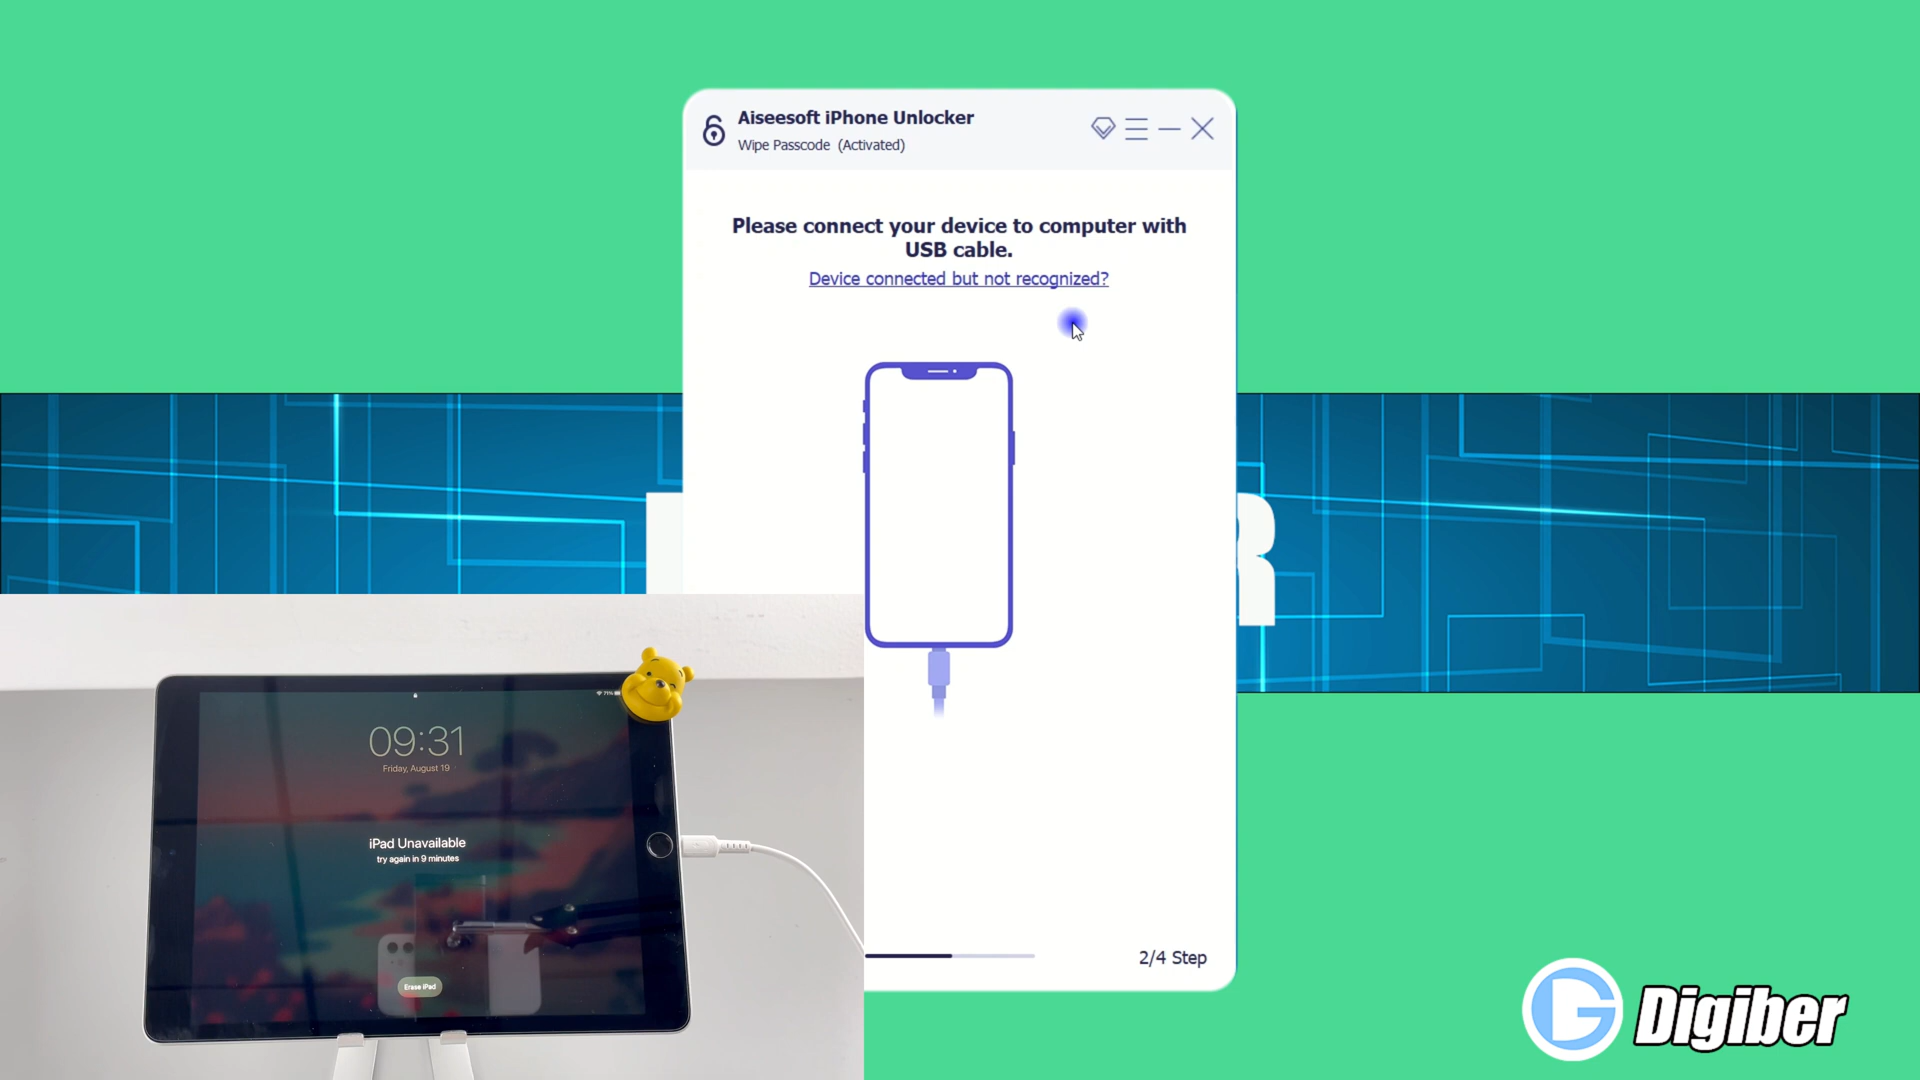 Aiseesoft iPhone Unlocker
Wipe Passcode (Activated)
Please connect your device to computer with
USB cable.
Device connected but not recognized?
R
71%
09:31
Friday, August 19
iPad Unavailable
try again in 9 minutes
Erase iPad
2/4 Step
Digiber